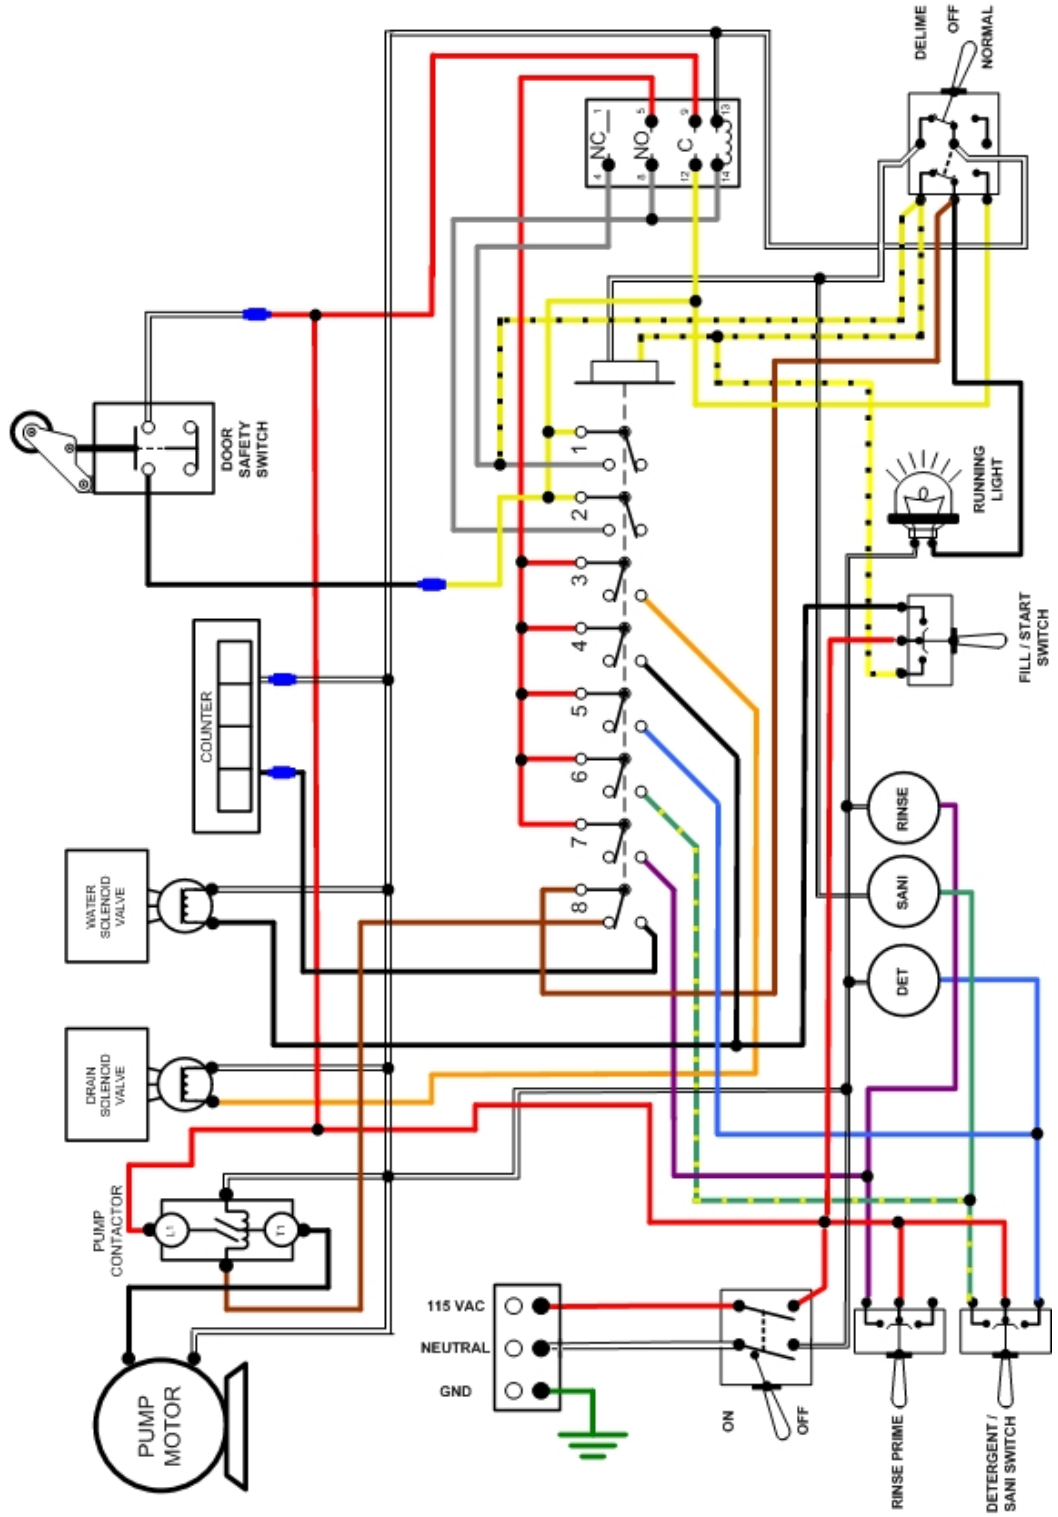 DELIME
OFF
NORMAL
NC
1
4
NO
5
8
C
9
12
13
14
DOOR
SAFETY
SWITCH
1
2
3
4
5
6
7
8
RUNNING
LIGHT
FILL / START
SWITCH
COUNTER
WATER
SOLENOID
VALVE
RINSE
SANI
DET
DRAIN
SOLENOID
VALVE
PUMP
CONTACTOR
L1
T1
115 VAC
NEUTRAL
GND
PUMP
MOTOR
ON
OFF
RINSE PRIME
DETERGENT /
SANI SWITCH